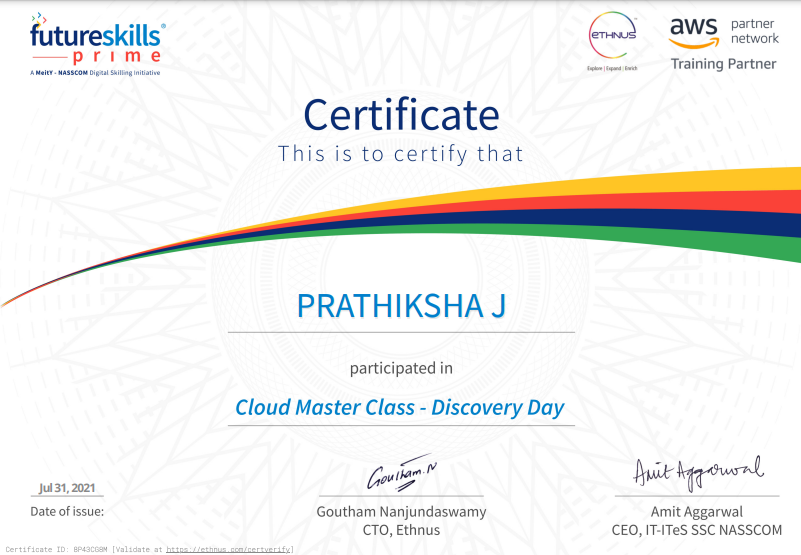 futureskills®
prime
A MeitY - NASSCOM Digital Skilling Initiative
ETHNUS™
Explore | Expand | Enrich
aws partner network
Training Partner
Certificate
This is to certify that
PRATHIKSHA J
participated in
Cloud Master Class - Discovery Day
Jul 31, 2021
Date of issue:
Goutham.N
Goutham Nanjundaswamy
CTO, Ethnus
Amit Aggarwal
Amit Aggarwal
CEO, IT-ITeS SSC NASSCOM
Certificate ID: BP43CGBM [Validate at https://ethnus.com/certverify]